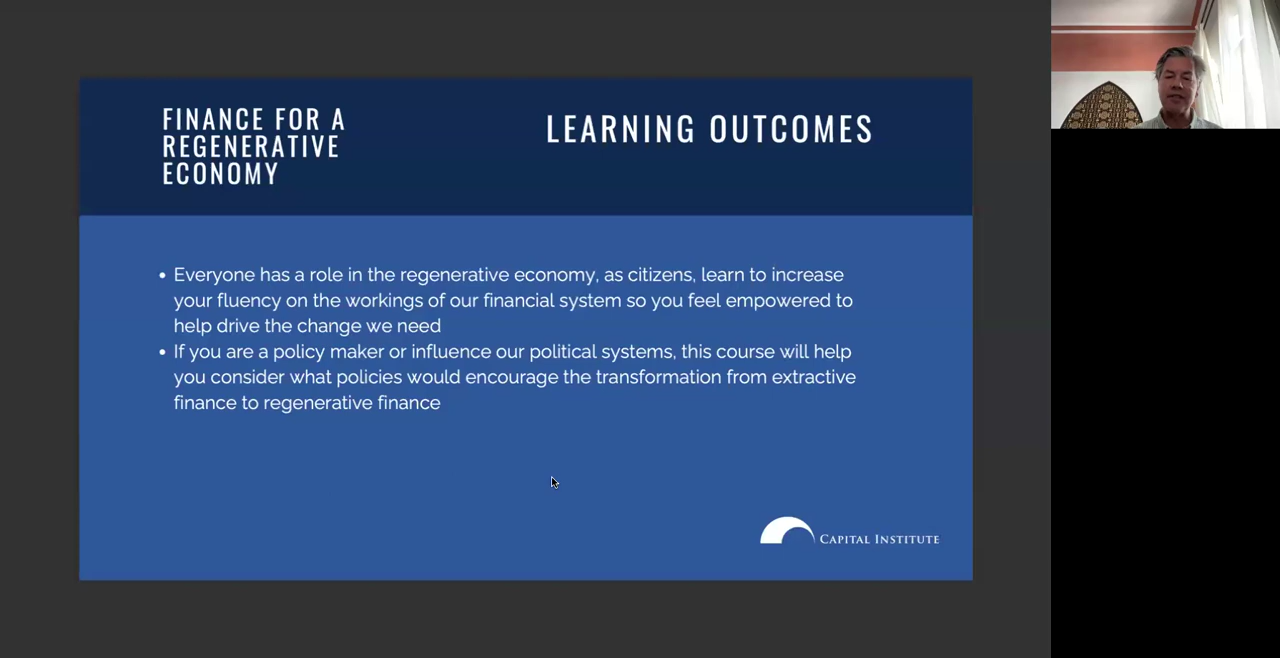 FINANCE FOR A
REGENERATIVE
ECONOMY
LEARNING OUTCOMES
• Everyone has a role in the regenerative economy, as citizens, learn to increase
your fluency on the workings of our financial system so you feel empowered to
help drive the change we need
• If you are a policy maker or influence our political systems, this course will help
you consider what policies would encourage the transformation from extractive
finance to regenerative finance
CAPITAL INSTITUTE